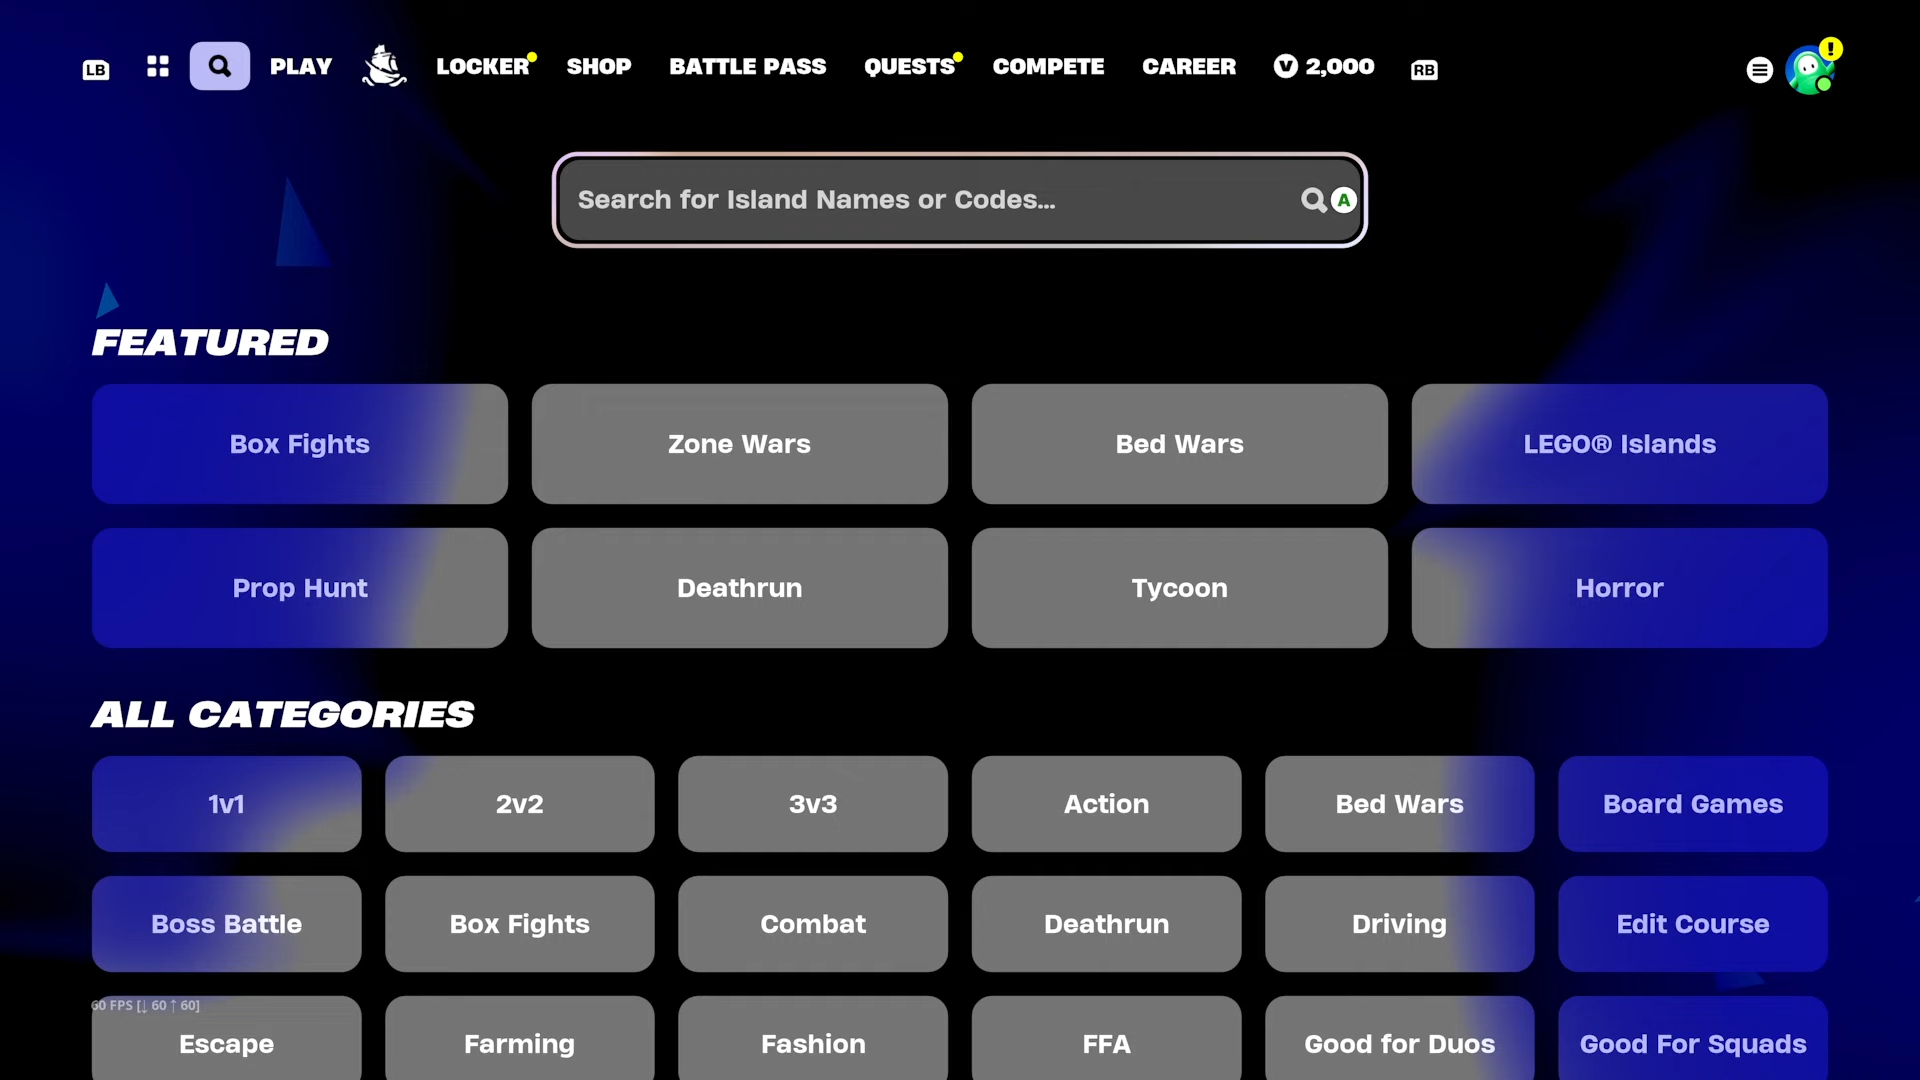 LB PLAY LOCKER SHOP BATTLE PASS QUESTS COMPETE CAREER V 2,000 RB !
Search for Island Names or Codes... A
FEATURED
Box Fights Zone Wars Bed Wars LEGO® Islands
Prop Hunt Deathrun Tycoon Horror
ALL CATEGORIES
1v1 2v2 3v3 Action Bed Wars Board Games
Boss Battle Box Fights Combat Deathrun Driving Edit Course
60 FPS [↓ 60 ↑ 60]
Escape Farming Fashion FFA Good for Duos Good For Squads